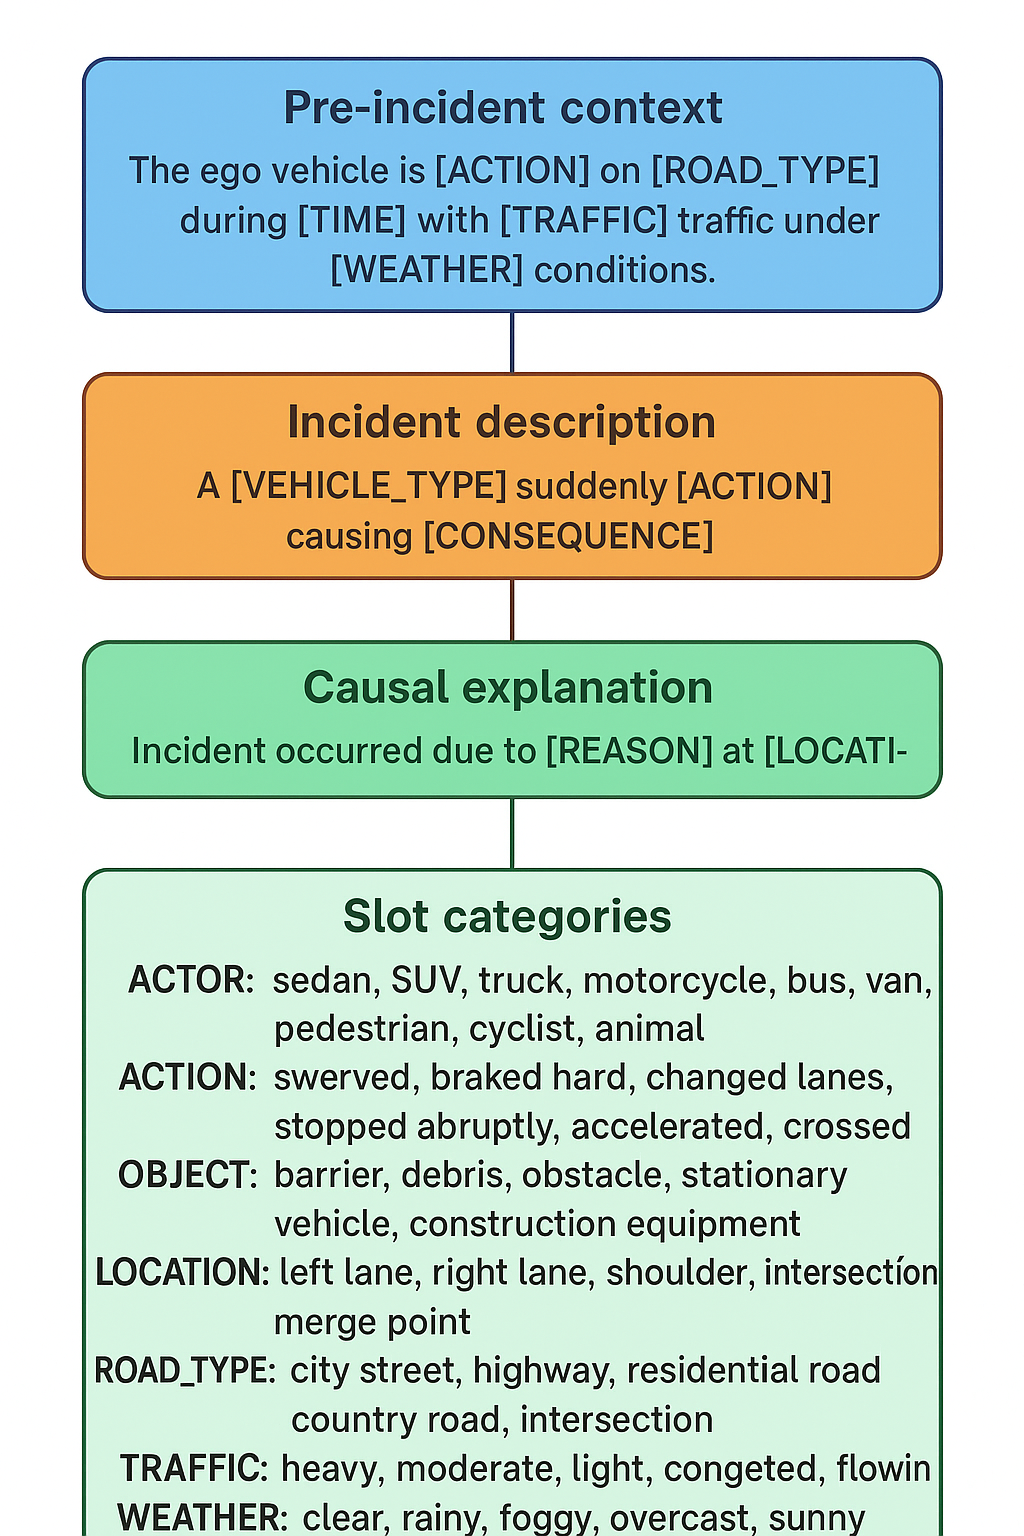 Pre-incident context
The ego vehicle is [ACTION] on [ROAD_TYPE]
during [TIME] with [TRAFFIC] traffic under
[WEATHER] conditions.
Incident description
A [VEHICLE_TYPE] suddenly [ACTION]
causing [CONSEQUENCE]
Causal explanation
Incident occurred due to [REASON] at [LOCATI-
Slot categories
ACTOR: sedan, SUV, truck, motorcycle, bus, van,
pedestrian, cyclist, animal
ACTION: swerved, braked hard, changed lanes,
stopped abruptly, accelerated, crossed
OBJECT: barrier, debris, obstacle, stationary
vehicle, construction equipment
LOCATION: left lane, right lane, shoulder, intersectíon
merge point
ROAD_TYPE: city street, highway, residential road
country road, intersection
TRAFFIC: heavy, moderate, light, congeted, flowin
WEATHER: clear, rainy, foggy, overcast, sunny